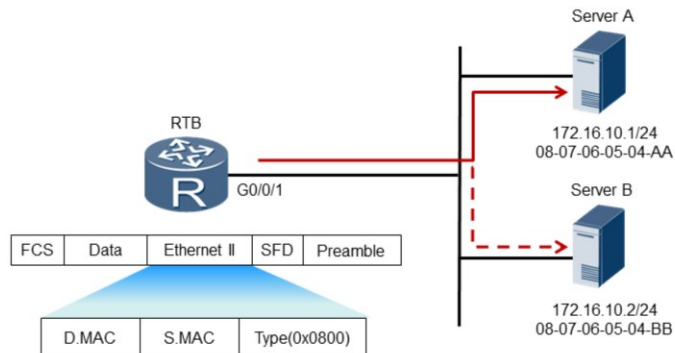 Server A
172.16.10.1/24
08-07-06-05-04-AA
RTB
R
G0/0/1
Server B
172.16.10.2/24
08-07-06-05-04-BB
FCS Data Ethernet Ⅱ SFD Preamble
D.MAC S.MAC Type(0x0800)